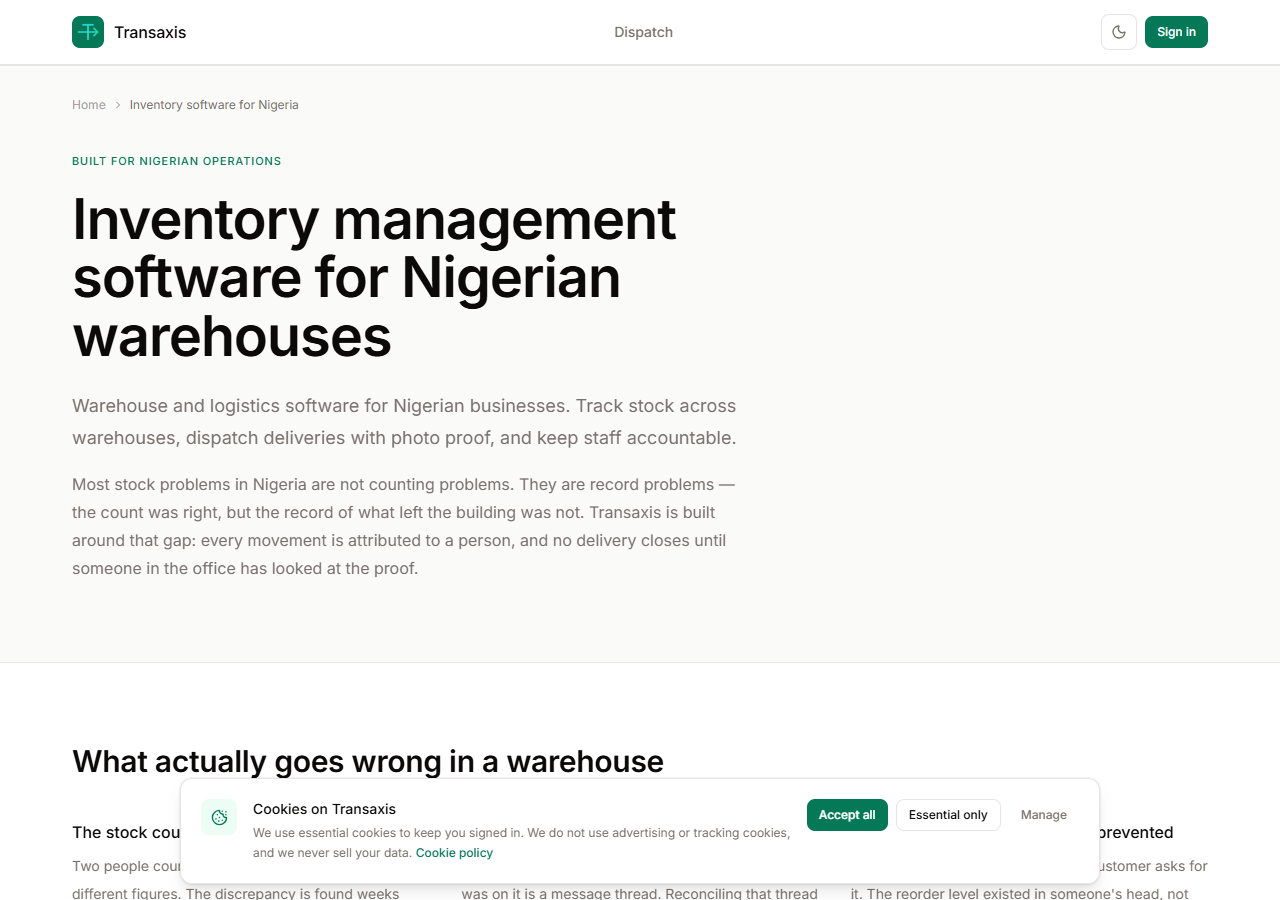 Transaxis
Dispatch
Sign in
Home > Inventory software for Nigeria
BUILT FOR NIGERIAN OPERATIONS
Inventory management
software for Nigerian
warehouses
Warehouse and logistics software for Nigerian businesses. Track stock across
warehouses, dispatch deliveries with photo proof, and keep staff accountable.
Most stock problems in Nigeria are not counting problems. They are record problems —
the count was right, but the record of what left the building was not. Transaxis is built
around that gap: every movement is attributed to a person, and no delivery closes until
someone in the office has looked at the proof.
What actually goes wrong in a warehouse
Cookies on Transaxis
We use essential cookies to keep you signed in. We do not use advertising or tracking cookies,
and we never sell your data. Cookie policy
Accept all
Essential only
Manage
The stock
prevented
Two people
asks for
different figures. The discrepancy is found weeks
was on it is a message thread. Reconciling that thread
it. The reorder level existed in someone's head, not